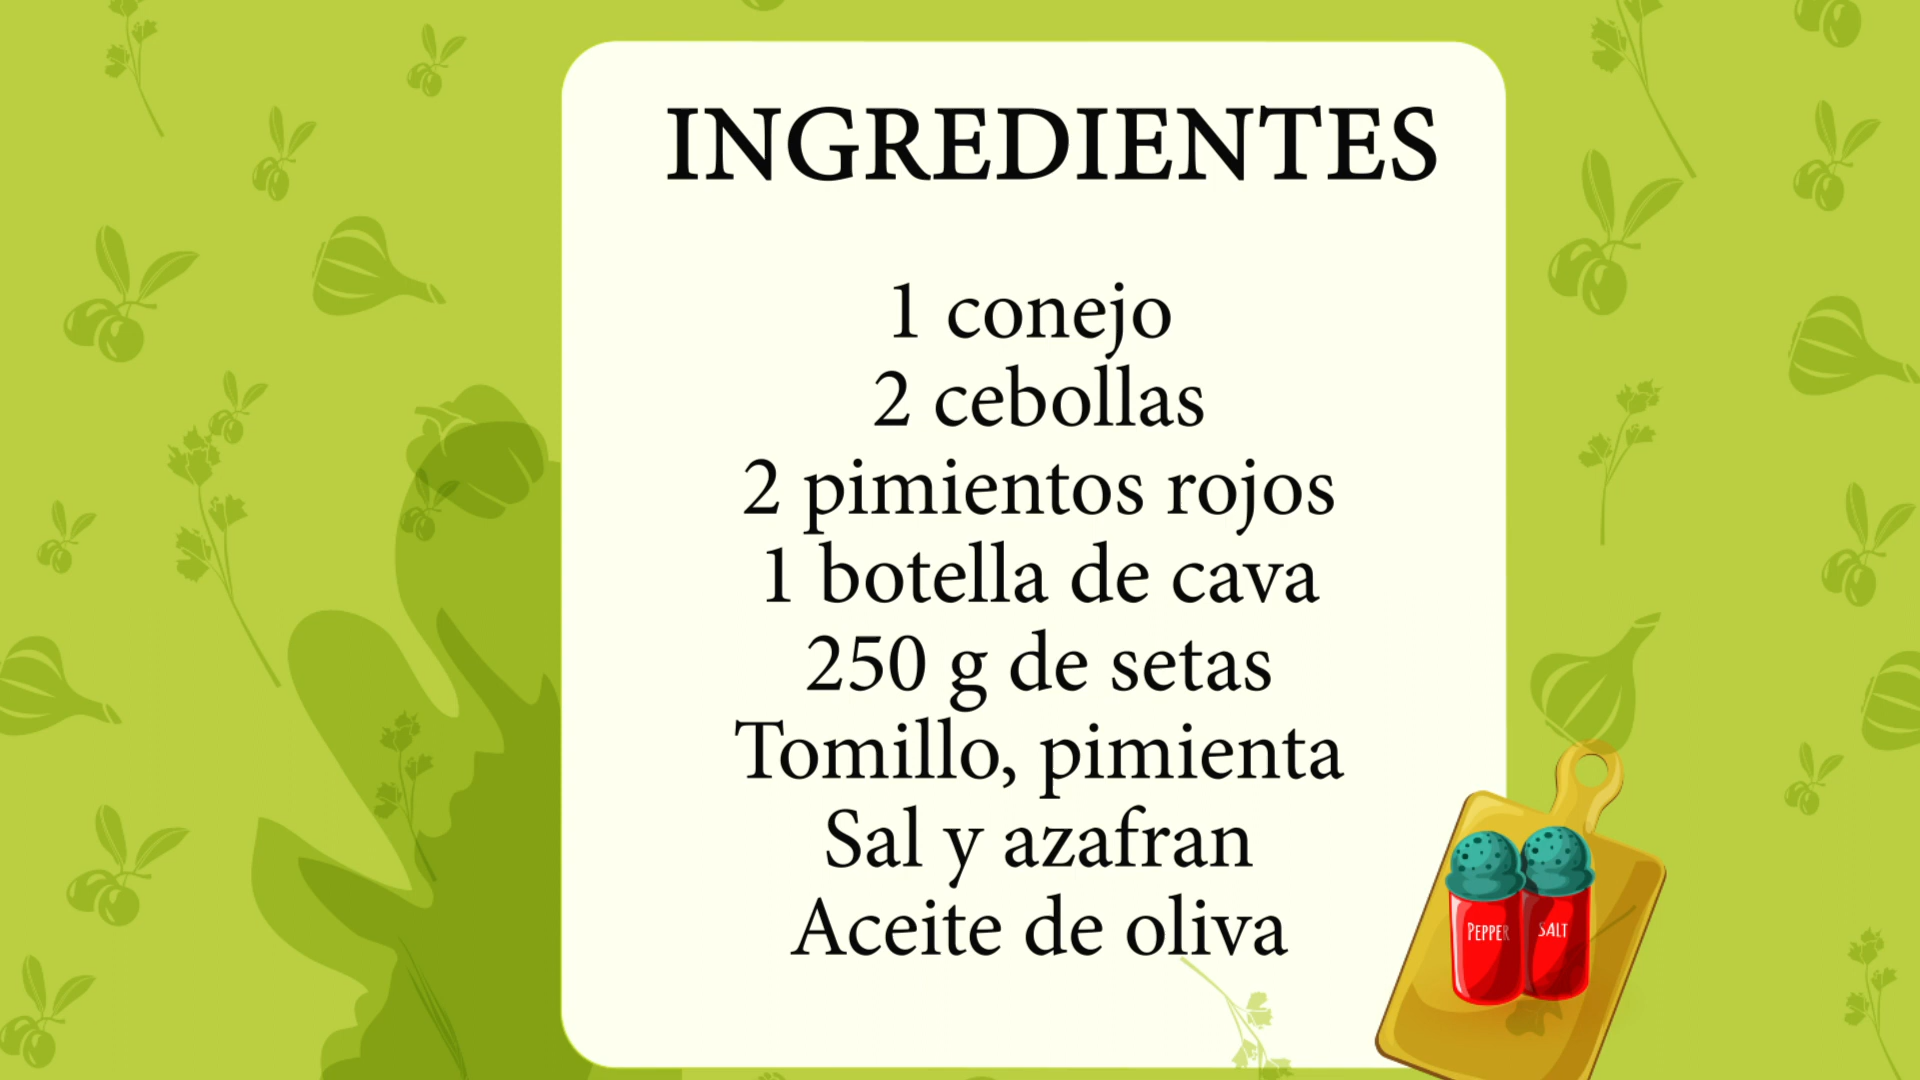 INGREDIENTES
1 conejo
2 cebollas
2 pimientos rojos
1 botella de cava
250 g de setas
Tomillo, pimienta
Sal y azafran
Aceite de oliva
PEPPER
SALT